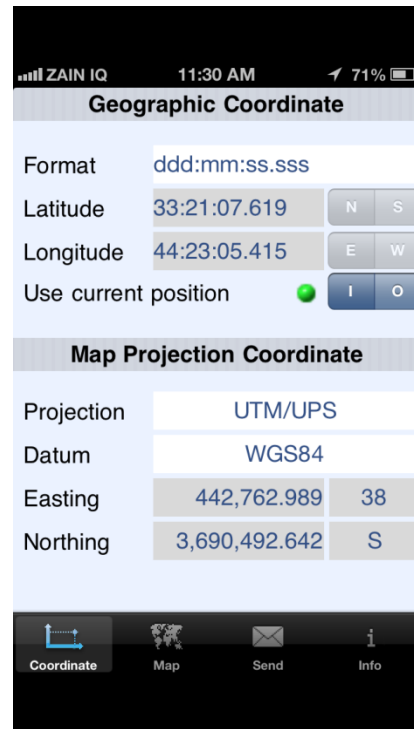 ZAIN IQ 11:30 AM 71%
Geographic Coordinate
Format ddd:mm:ss.sss
Latitude 33:21:07.619 N S
Longitude 44:23:05.415 E W
Use current position I O
Map Projection Coordinate
Projection UTM/UPS
Datum WGS84
Easting 442,762.989 38
Northing 3,690,492.642 S
Coordinate Map Send Info